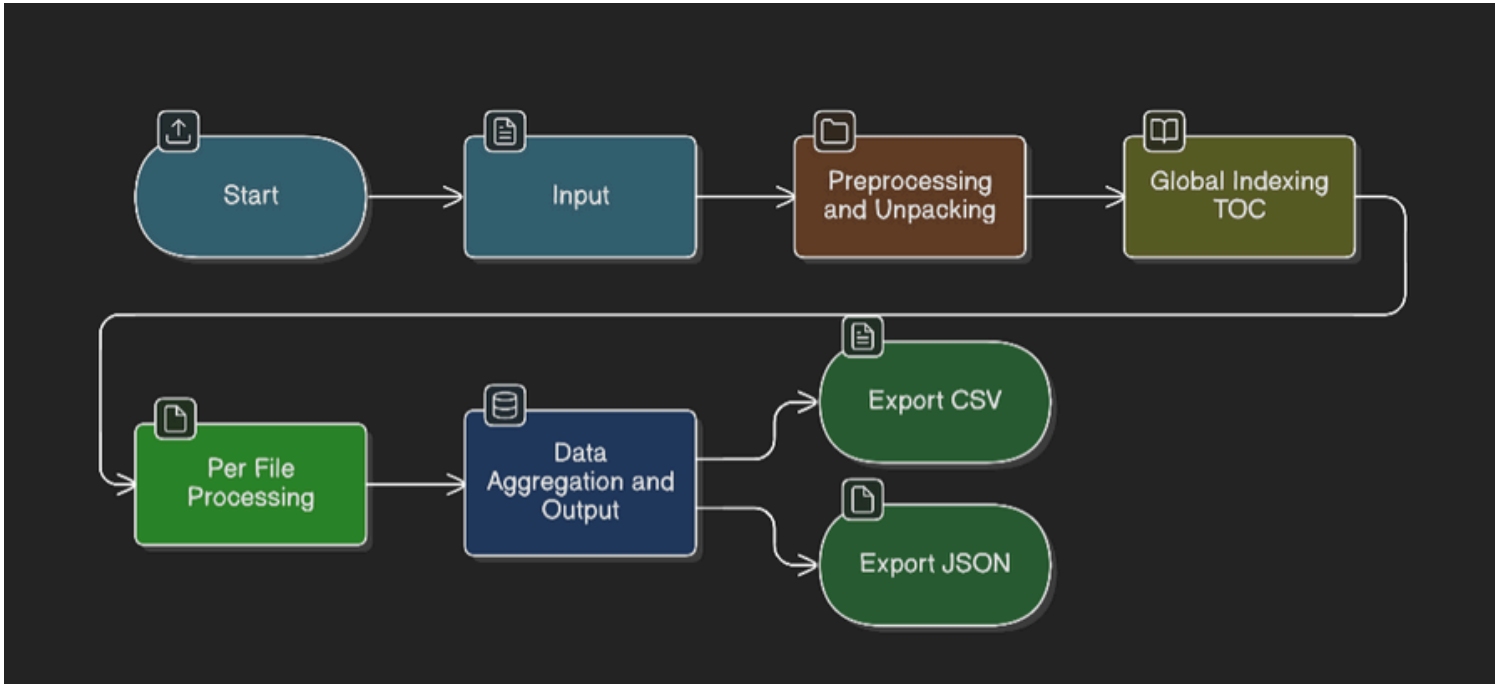 Start
Input
Preprocessing
and Unpacking
Global Indexing
TOC
Per File
Processing
Data
Aggregation and
Output
Export CSV
Export JSON